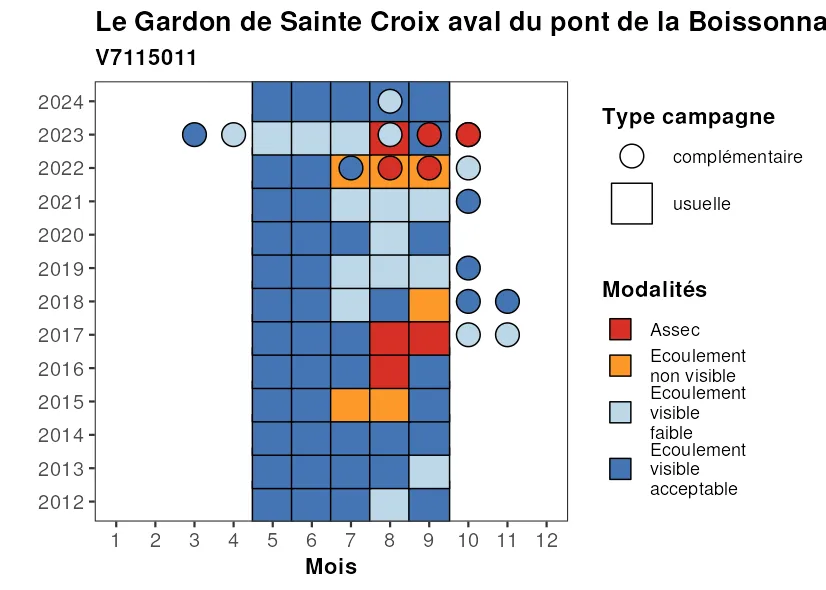 Le Gardon de Sainte Croix aval du pont de la Boissonna
V7115011
2024
2023
2022
2021
2020
2019
2018
2017
2016
2015
2014
2013
2012
1 2 3 4 5 6 7 8 9 10 11 12
Mois
Type campagne
complémentaire
usuelle
Modalités
Assec
Ecoulement
non visible
Ecoulement
visible
faible
Ecoulement
visible
acceptable